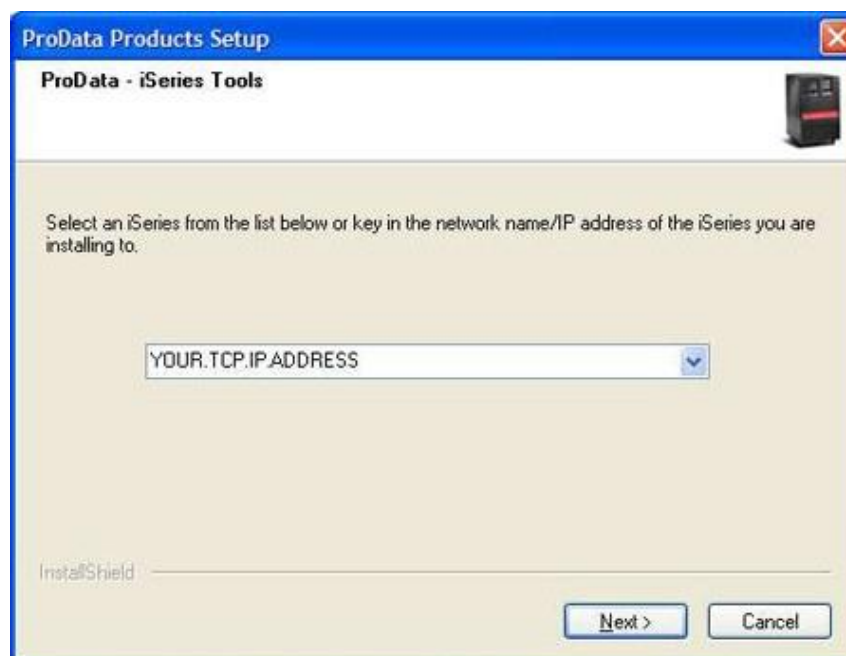 ProData Products Setup
ProData - iSeries Tools
Select an iSeries from the list below or key in the network name/IP address of the iSeries you are
installing to.
YOUR.TCP.IP.ADDRESS
InstallShield
Next >
Cancel